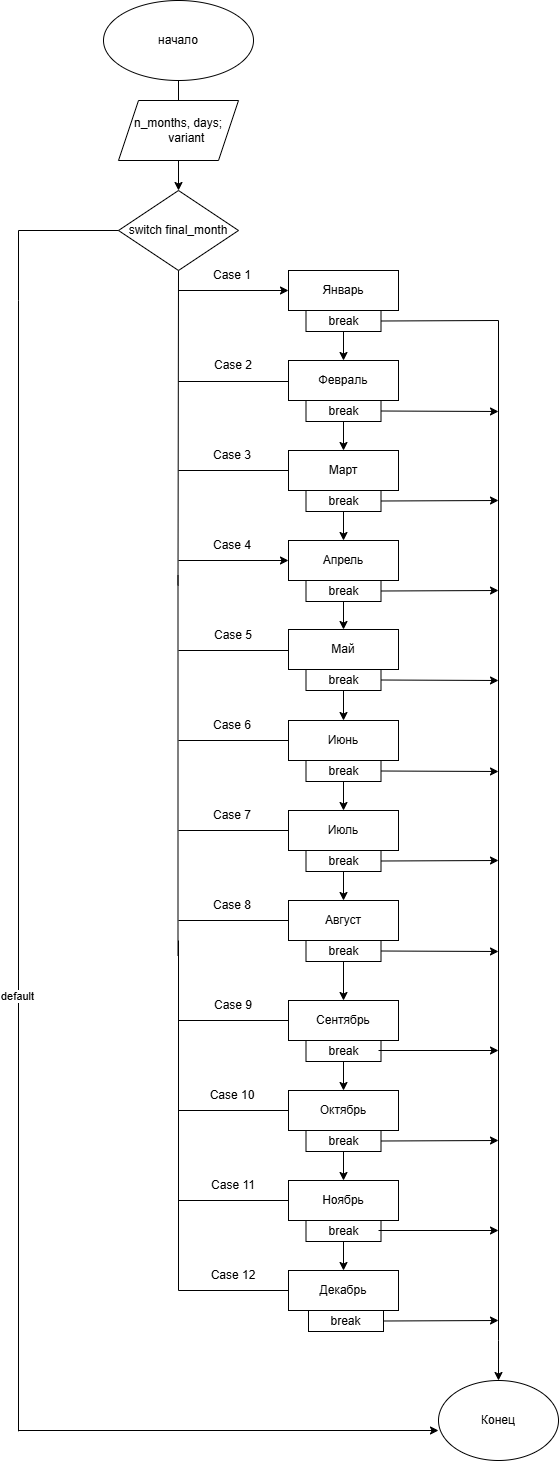 начало
n_months, days;
variant
switch final_month
Case 1
Январь
break
Case 2
Февраль
break
Case 3
Март
break
Case 4
Апрель
break
Case 5
Май
break
Case 6
Июнь
break
Case 7
Июль
break
Case 8
Август
break
default
Case 9
Сентябрь
break
Case 10
Октябрь
break
Case 11
Ноябрь
break
Case 12
Декабрь
break
Конец